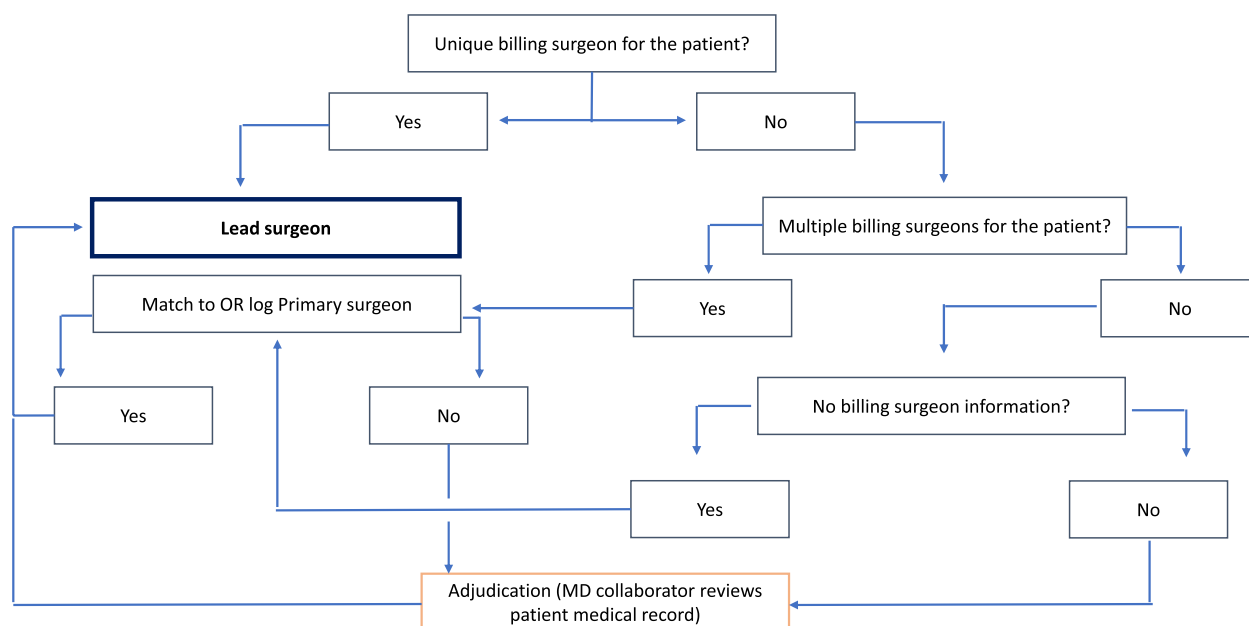 Unique billing surgeon for the patient?
Yes
No
Lead surgeon
Multiple billing surgeons for the patient?
Match to OR log Primary surgeon
Yes
No
Yes
No
No billing surgeon information?
Yes
No
Adjudication (MD collaborator reviews
patient medical record)